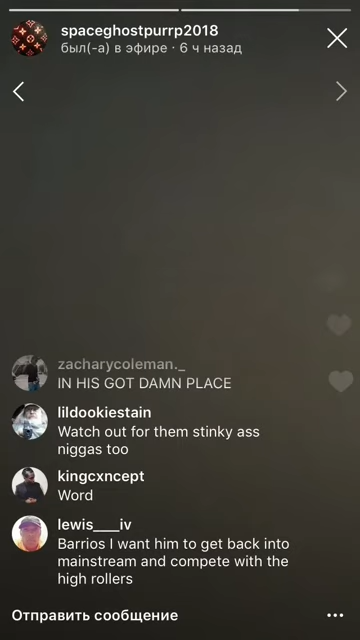 spaceghostpurrp2018
был(-а) в эфире · 6 ч назад
zacharycoleman._
IN HIS GOT DAMN PLACE
lildookiestain
Watch out for them stinky ass
niggas too
kingcxncept
Word
lewis___iv
Barrios I want him to get back into
mainstream and compete with the
high rollers
Отправить сообщение